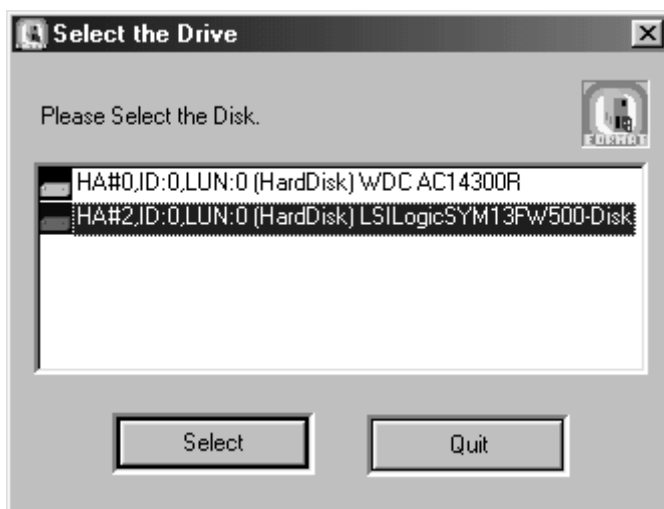 Select the Drive
Please Select the Disk.
FORMAT
HA#0,ID:0,LUN:0 (HardDisk) WDC AC14300R
HA#2,ID:0,LUN:0 (HardDisk) LSILogicSYM13FW500-Disk
Select
Quit